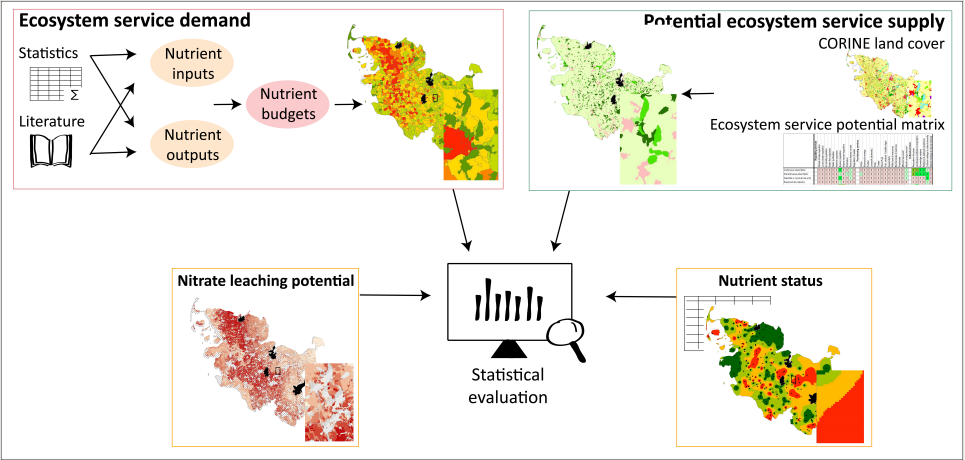 Ecosystem service demand
Statistics
Σ
Literature
Nutrient
inputs
Nutrient
outputs
Nutrient
budgets
Potential ecosystem service supply
CORINE land cover
Ecosystem service potential matrix
Nitrate leaching potential
Statistical
evaluation
Nutrient status